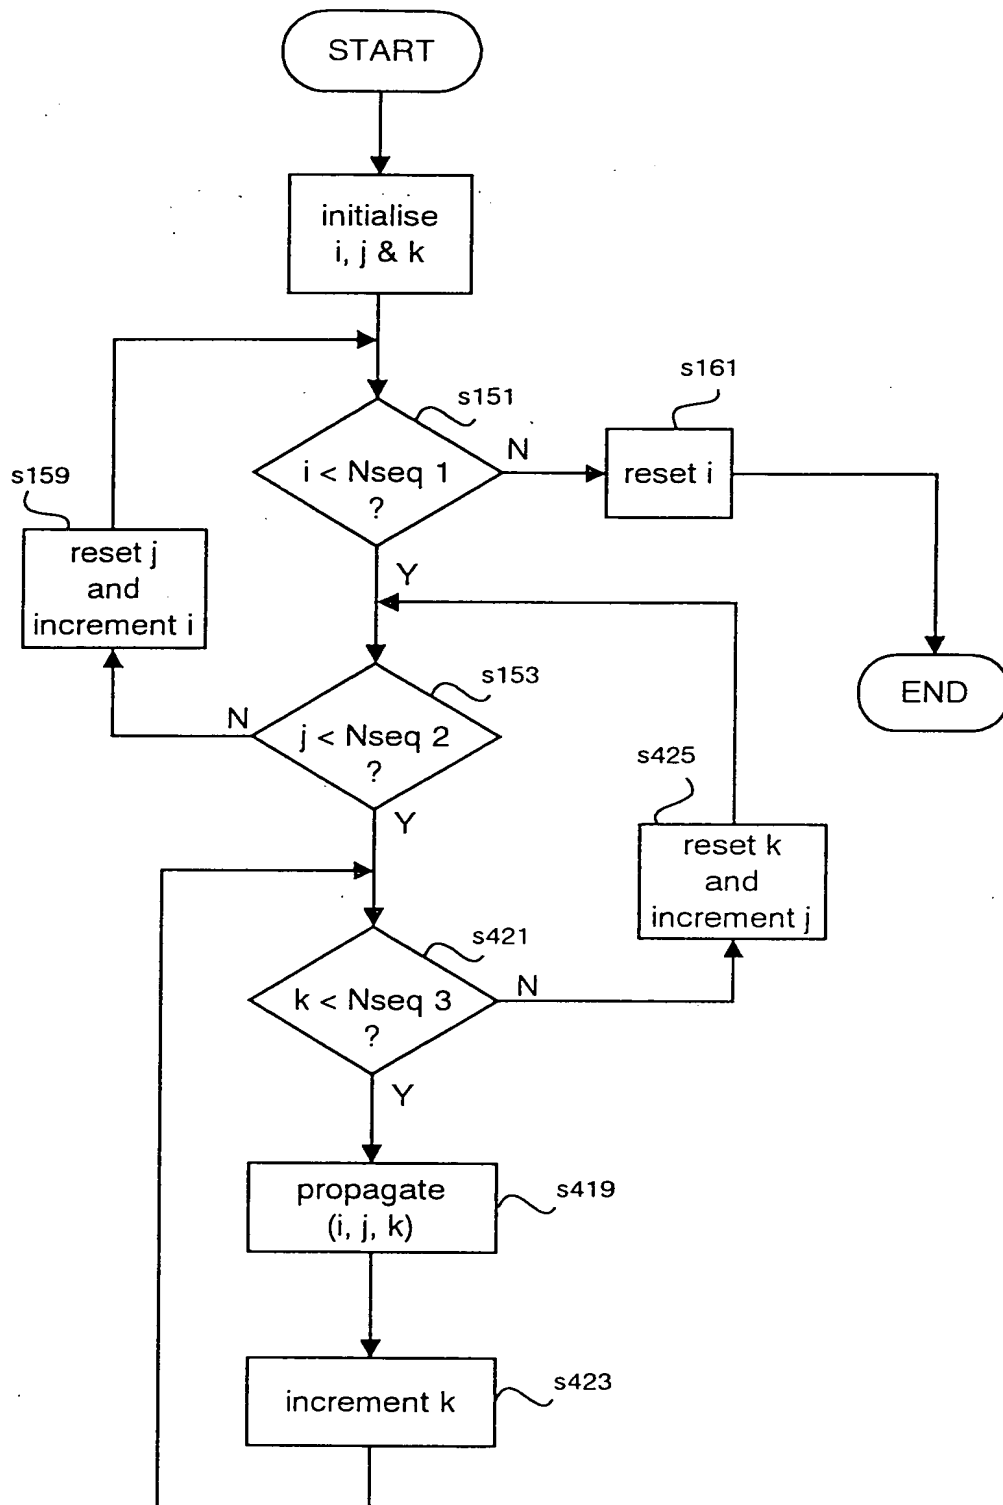 START
initialise
i, j & k
s151
i < Nseq 1
?
N
s161
reset i
s159
reset j
and
increment i
Y
s153
N
j < Nseq 2
?
END
Y
s425
reset k
and
increment j
s421
k < Nseq 3
?
N
Y
propagate
(i, j, k)
s419
increment k
s423